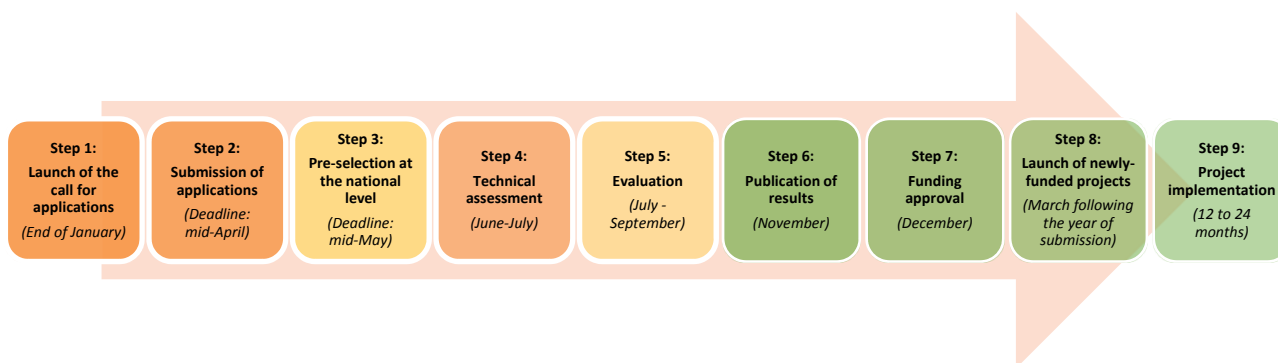 Step 1:
Launch of the
call for
applications
(End of January)
Step 2:
Submission of
applications
(Deadline:
mid-April)
Step 3:
Pre-selection at
the national
level
(Deadline:
mid-May)
Step 4:
Technical
assessment
(June-July)
Step 5:
Evaluation
(July -
September)
Step 6:
Publication of
results
(November)
Step 7:
Funding
approval
(December)
Step 8:
Launch of newly-
funded projects
(March following
the year of
submission)
Step 9:
Project
implementation
(12 to 24
months)